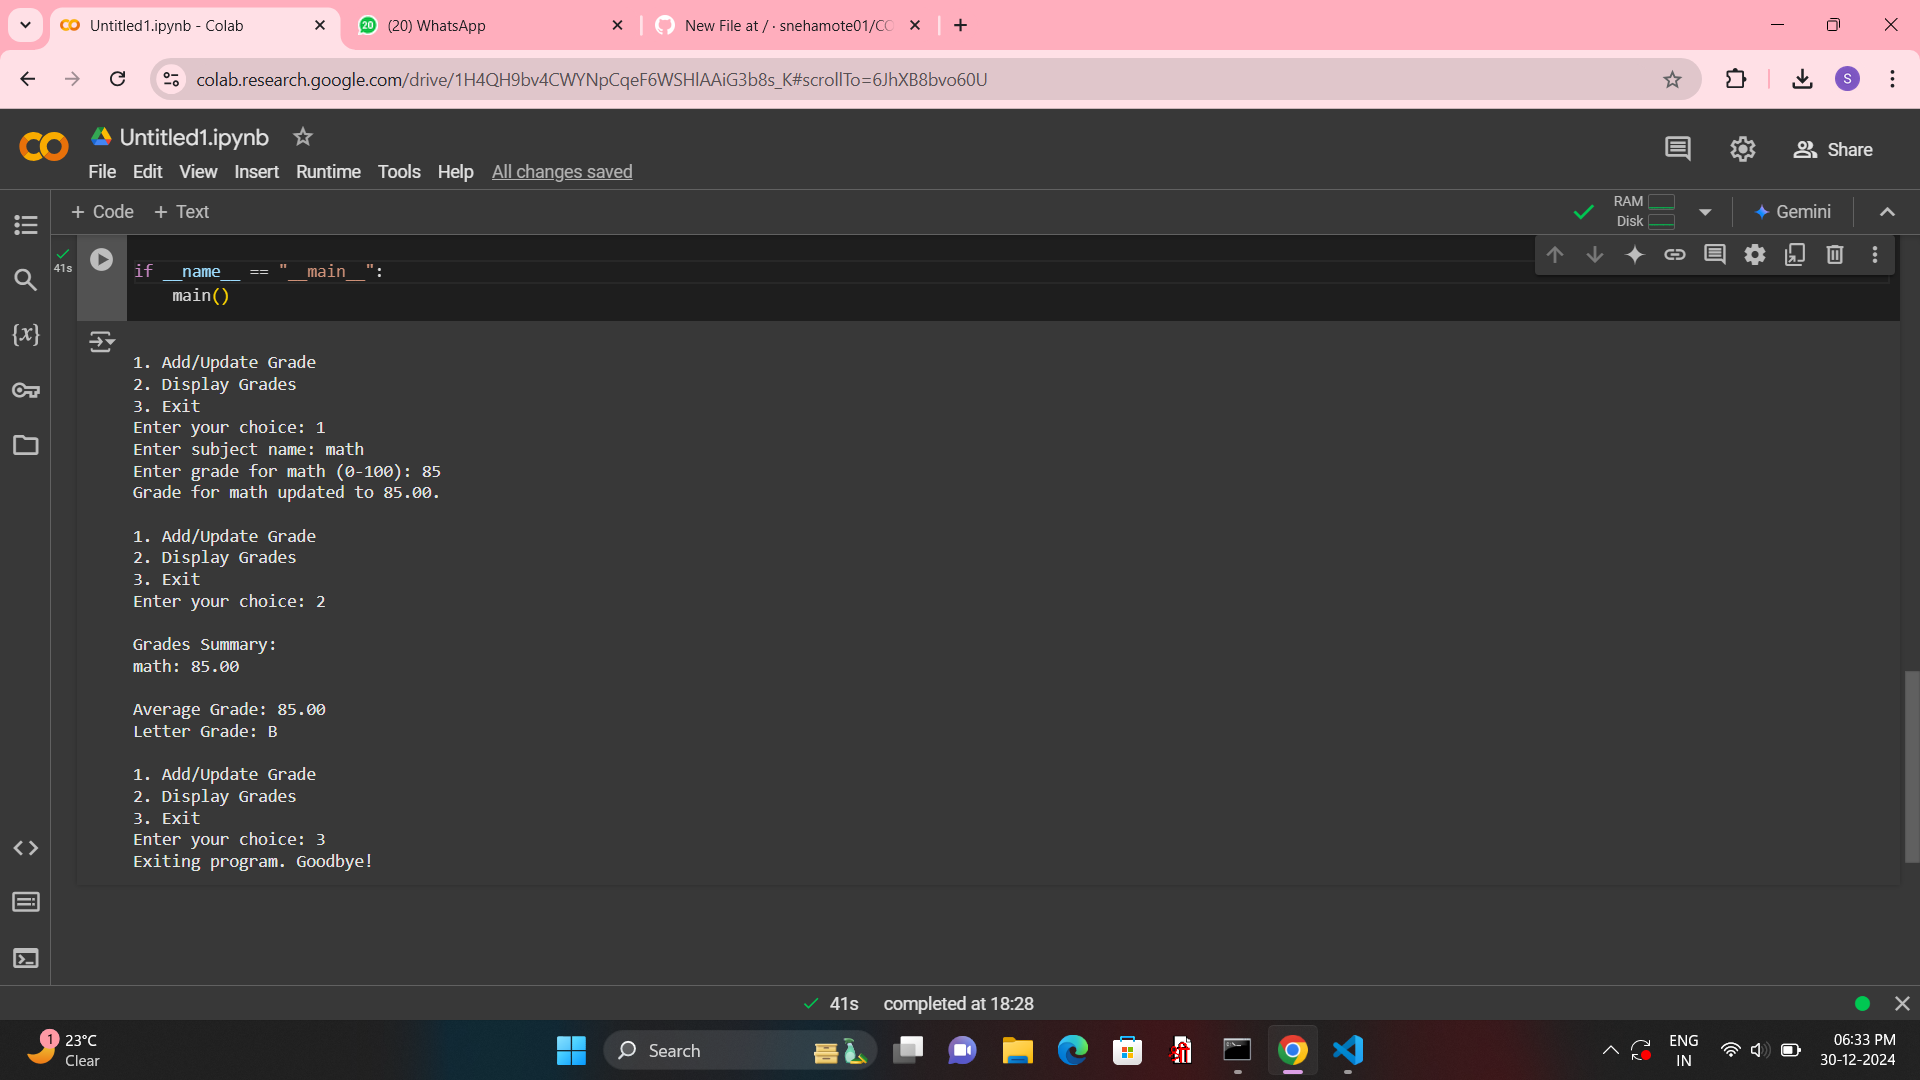 Untitled1.ipynb - Colab
20
(20) WhatsApp
New File at / · snehamote01/CO
colab.research.google.com/drive/1H4QH9bv4CWYNpCqeF6WSHlAAiG3b8s_K#scrollTo=6JhXB8bvo60U
S
CO
Untitled1.ipynb
Share
File Edit View Insert Runtime Tools Help All changes saved
+ Code + Text
RAM
Disk
Gemini
41s
if __name__ == "__main__":
main()
{x}
1. Add/Update Grade
2. Display Grades
3. Exit
Enter your choice: 1
Enter subject name: math
Enter grade for math (0-100): 85
Grade for math updated to 85.00.
1. Add/Update Grade
2. Display Grades
3. Exit
Enter your choice: 2
Grades Summary:
math: 85.00
Average Grade: 85.00
Letter Grade: B
1. Add/Update Grade
2. Display Grades
3. Exit
Enter your choice: 3
Exiting program. Goodbye!
41s completed at 18:28
1
23°C
Clear
Search
श्री
ENG
IN
06:33 PM
30-12-2024